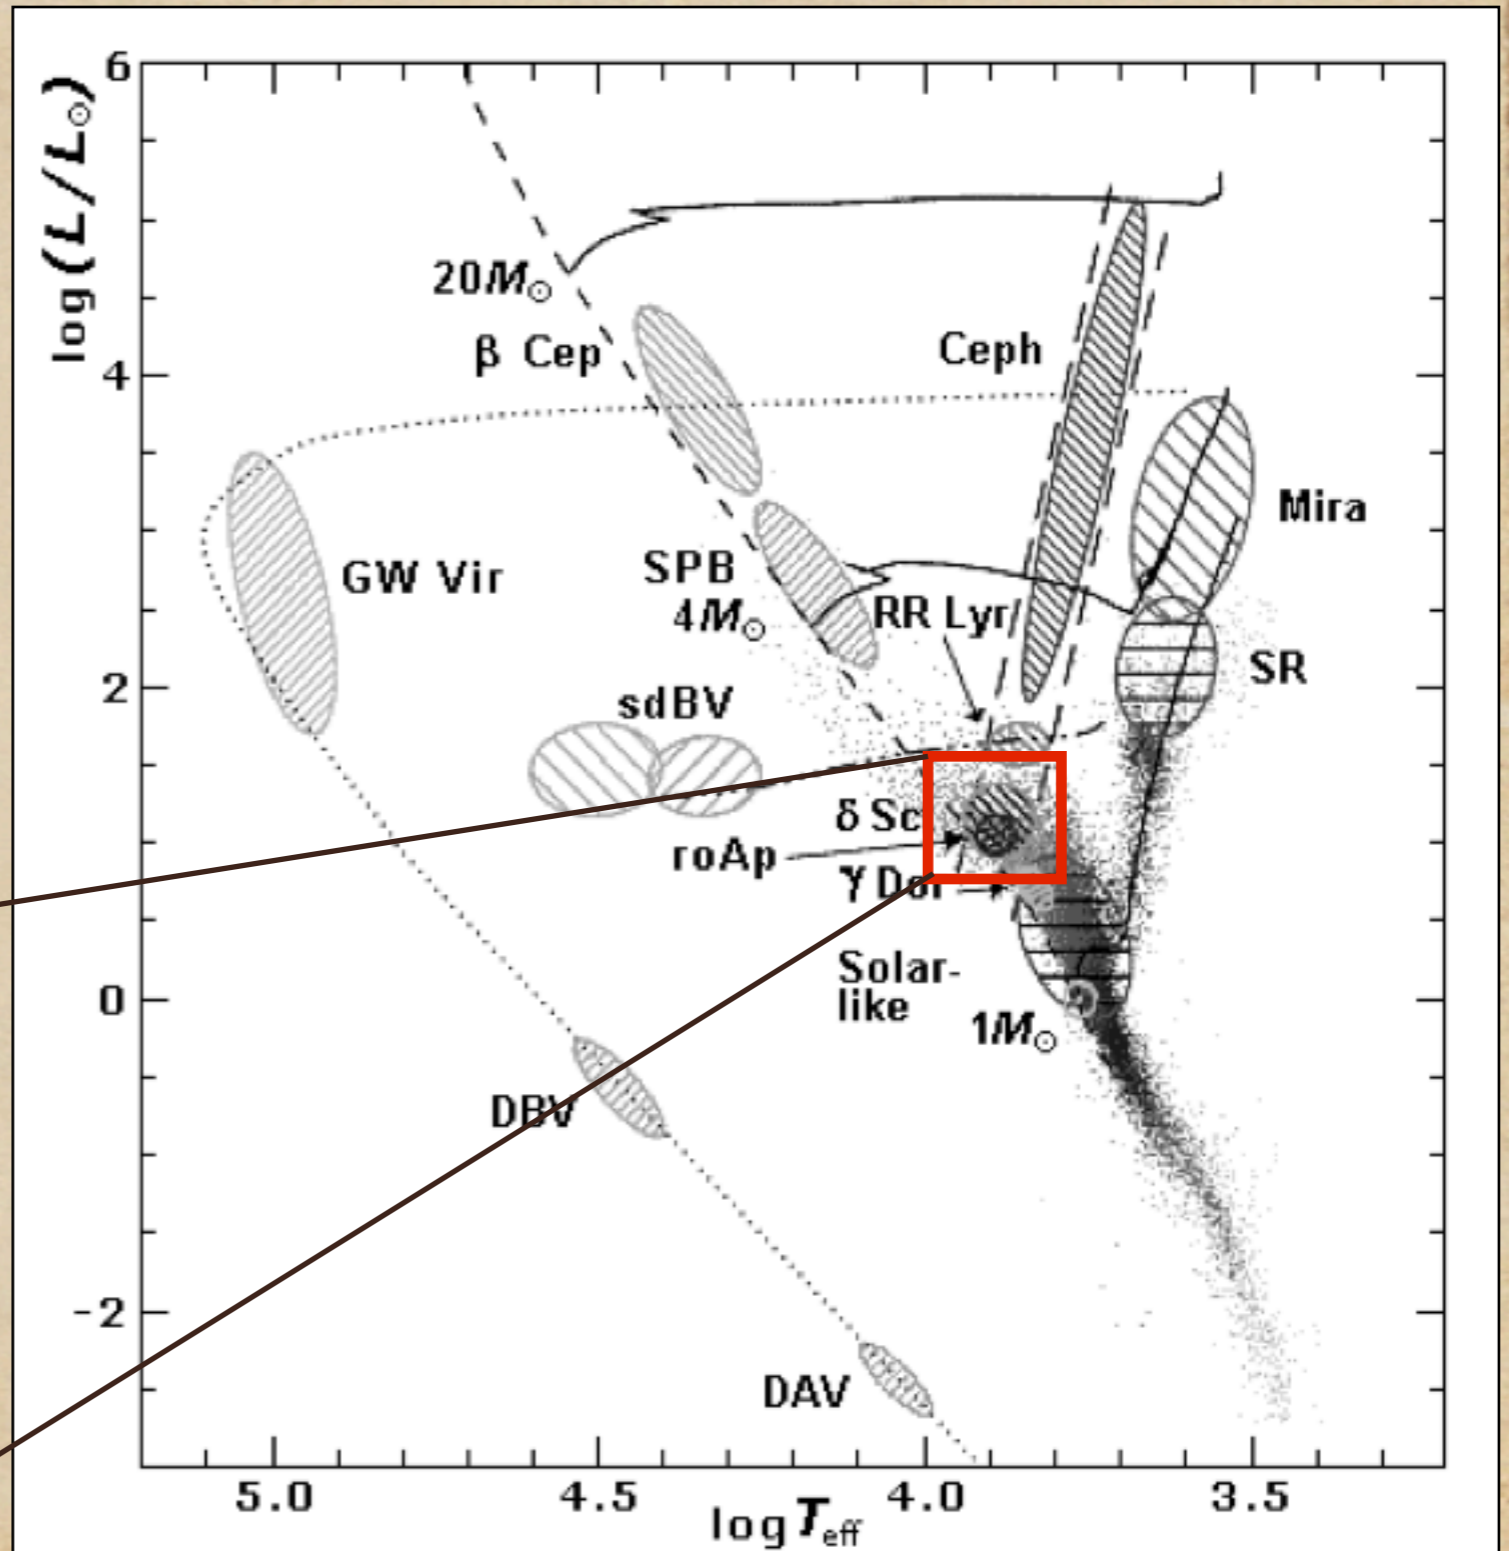 6
log(L/L☉)
20M☉
β Cep
Ceph
4
Mira
GW Vir
SPB
4M☉
RR Lyr
SR
2
sdBV
δ Sc
roAp
γ Dor
Solar-
like
0
1M☉
DBV
-2
DAV
5.0
4.5
4.0
3.5
log Teff